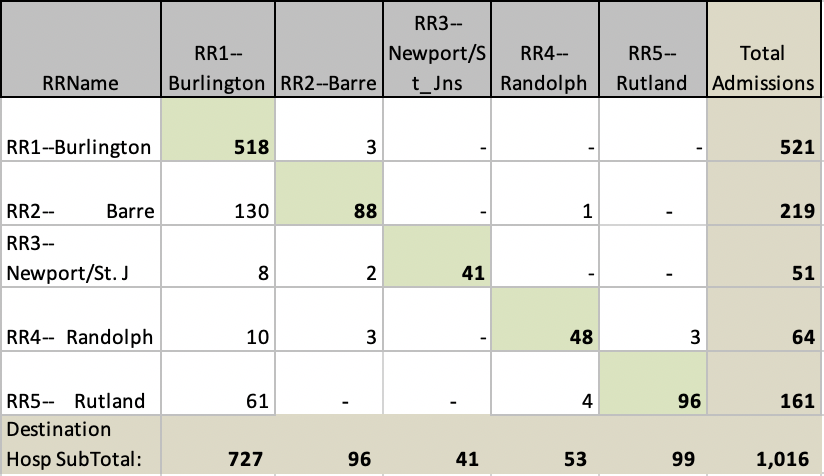 RRName RR1--Burlington RR2--Barre RR3--Newport/St_Jns RR4--Randolph RR5--Rutland Total Admissions
RR1--Burlington 518 3 - - - 521
RR2-- Barre 130 88 - 1 - 219
RR3--Newport/St. J 8 2 41 - - 51
RR4-- Randolph 10 3 - 48 3 64
RR5-- Rutland 61 - - 4 96 161
Destination Hosp SubTotal: 727 96 41 53 99 1,016